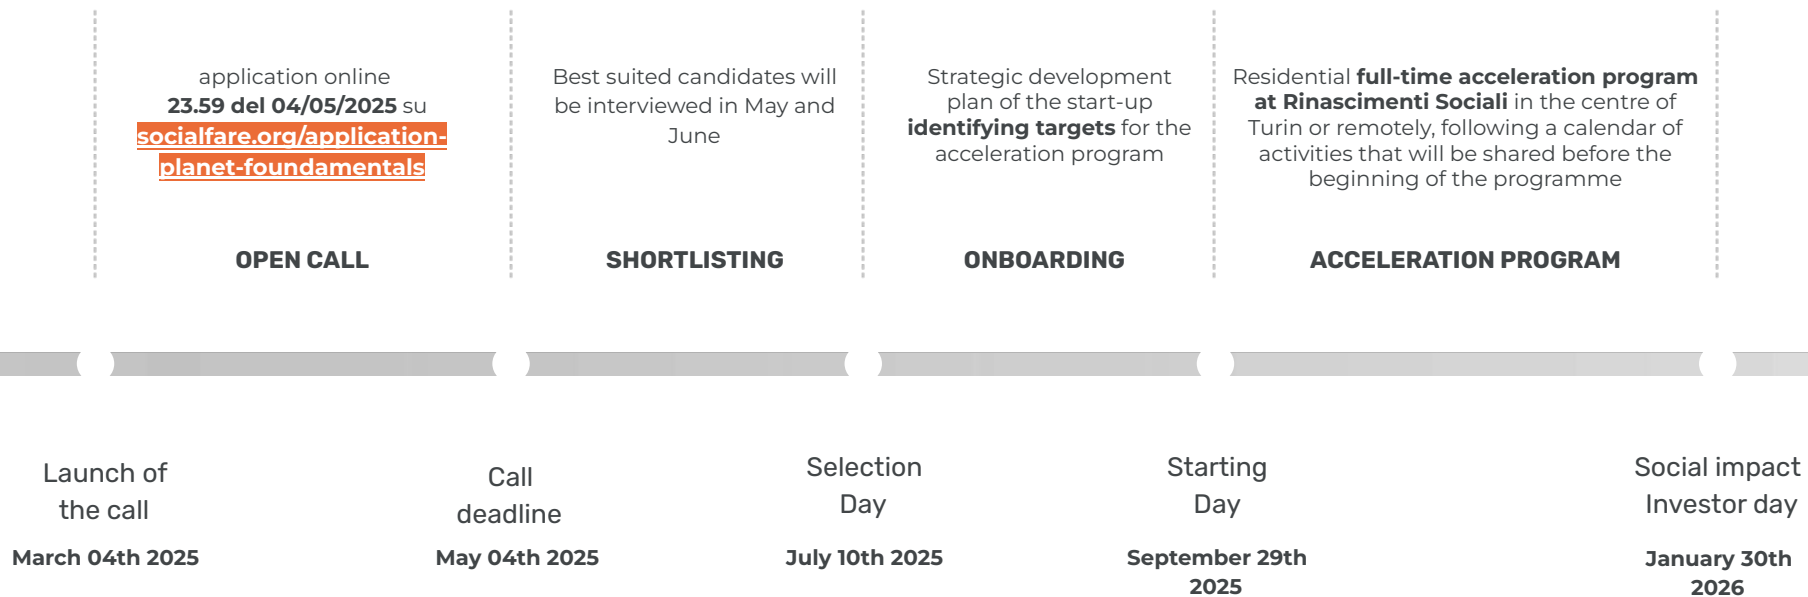 application online
23.59 del 04/05/2025 su
socialfare.org/application-
planet-foundamentals
OPEN CALL
Best suited candidates will
be interviewed in May and
June
SHORTLISTING
Strategic development
plan of the start-up
identifying targets for the
acceleration program
ONBOARDING
Residential full-time acceleration program
at Rinascimenti Sociali in the centre of
Turin or remotely, following a calendar of
activities that will be shared before the
beginning of the programme
ACCELERATION PROGRAM
Launch of
the call
March 04th 2025
Call
deadline
May 04th 2025
Selection
Day
July 10th 2025
Starting
Day
September 29th
2025
Social impact
Investor day
January 30th
2026